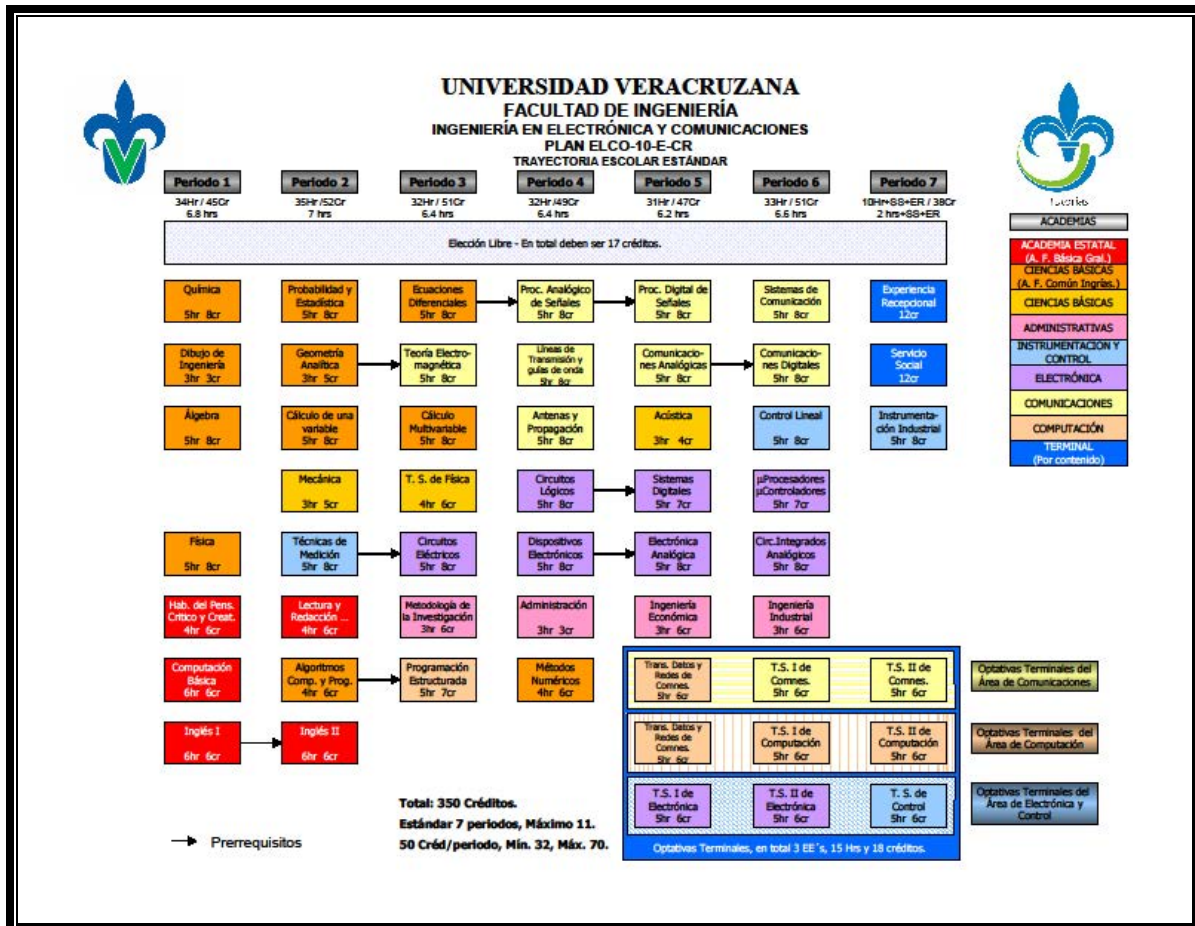 UNIVERSIDAD VERACRUZANA
FACULTAD DE INGENIERÍA
INGENIERÍA EN ELECTRÓNICA Y COMUNICACIONES
PLAN ELCO-10-E-CR
TRAYECTORIA ESCOLAR ESTÁNDAR
Periodo 1
Periodo 2
Periodo 3
Periodo 4
Periodo 5
Periodo 6
Periodo 7
34Hr / 45Cr
6.8 hrs
35Hr /52Cr
7 hrs
32Hr / 51Cr
6.4 hrs
32Hr /49Cr
6.4 hrs
31Hr / 47Cr
6.2 hrs
33Hr / 51Cr
6.6 hrs
10Hr+SS+ER / 38Cr
2 hrs+SS+ER
Elección Libre - En total deben ser 17 créditos.
Química
5hr 8cr
Probabilidad y
Estadística
5hr 8cr
Ecuaciones
Diferenciales
5hr 8cr
Proc. Analógico
de Señales
5hr 8cr
Proc. Digital de
Señales
5hr 8cr
Sistemas de
Comunicación
5hr 8cr
Experiencia
Recepcional
12cr
Dibujo de
Ingeniería
3hr 3cr
Geometría
Analítica
3hr 5cr
Teoría Electro-
magnética
5hr 8cr
Líneas de
Transmisión y
guías de onda
5hr 8cr
Comunicacio-
nes Analógicas
5hr 8cr
Comunicacio-
nes Digitales
5hr 8cr
Servicio
Social
12cr
Álgebra
5hr 8cr
Cálculo de una
variable
5hr 8cr
Cálculo
Multivariable
5hr 8cr
Antenas y
Propagación
5hr 8cr
Acústica
3hr 4cr
Control Lineal
5hr 8cr
Instrumenta-
ción Industrial
5hr 8cr
Mecánica
3hr 5cr
T. S. de Física
4hr 6cr
Circuitos
Lógicos
5hr 8cr
Sistemas
Digitales
5hr 7cr
µProcesadores
µControladores
5hr 7cr
Física
5hr 8cr
Técnicas de
Medición
5hr 8cr
Circuitos
Eléctricos
5hr 8cr
Dispositivos
Electrónicos
5hr 8cr
Electrónica
Analógica
5hr 8cr
Circ.Integrados
Analógicos
5hr 8cr
Hab. del Pens.
Crítico y Creat.
4hr 6cr
Lectura y
Redacción ...
4hr 6cr
Metodología de
la Investigación
3hr 6cr
Administración
3hr 3cr
Ingeniería
Económica
3hr 6cr
Ingeniería
Industrial
3hr 6cr
Computación
Básica
6hr 6cr
Algoritmos
Comp. y Prog.
4hr 6cr
Programación
Estructurada
5hr 7cr
Métodos
Numéricos
4hr 6cr
Trans. Datos y
Redes de
Comnes.
5hr 6cr
T.S. I de
Comnes.
5hr 6cr
T.S. II de
Comnes.
5hr 6cr
Optativas Terminales del
Área de Comunicaciones
Inglés I
6hr 6cr
Inglés II
6hr 6cr
Trans. Datos y
Redes de
Comnes.
5hr 6cr
T.S. I de
Computación
5hr 6cr
T.S. II de
Computación
5hr 6cr
Optativas Terminales del
Área de Computación
T.S. I de
Electrónica
5hr 6cr
T.S. II de
Electrónica
5hr 6cr
T. S. de
Control
5hr 6cr
Optativas Terminales del
Área de Electrónica y
Control
Optativas Terminales, en total 3 EE´s, 15 Hrs y 18 créditos.
Prerrequisitos
Total: 350 Créditos.
Estándar 7 periodos, Máximo 11.
50 Créd/periodo, Mín. 32, Máx. 70.
Tutorías
ACADEMIAS
ACADEMIA ESTATAL
(A. F. Básica Gral.)
CIENCIAS BÁSICAS
(A. F. Común Ingrías.)
CIENCIAS BÁSICAS
ADMINISTRATIVAS
INSTRUMENTACIÓN Y
CONTROL
ELECTRÓNICA
COMUNICACIONES
COMPUTACIÓN
TERMINAL
(Por contenido)